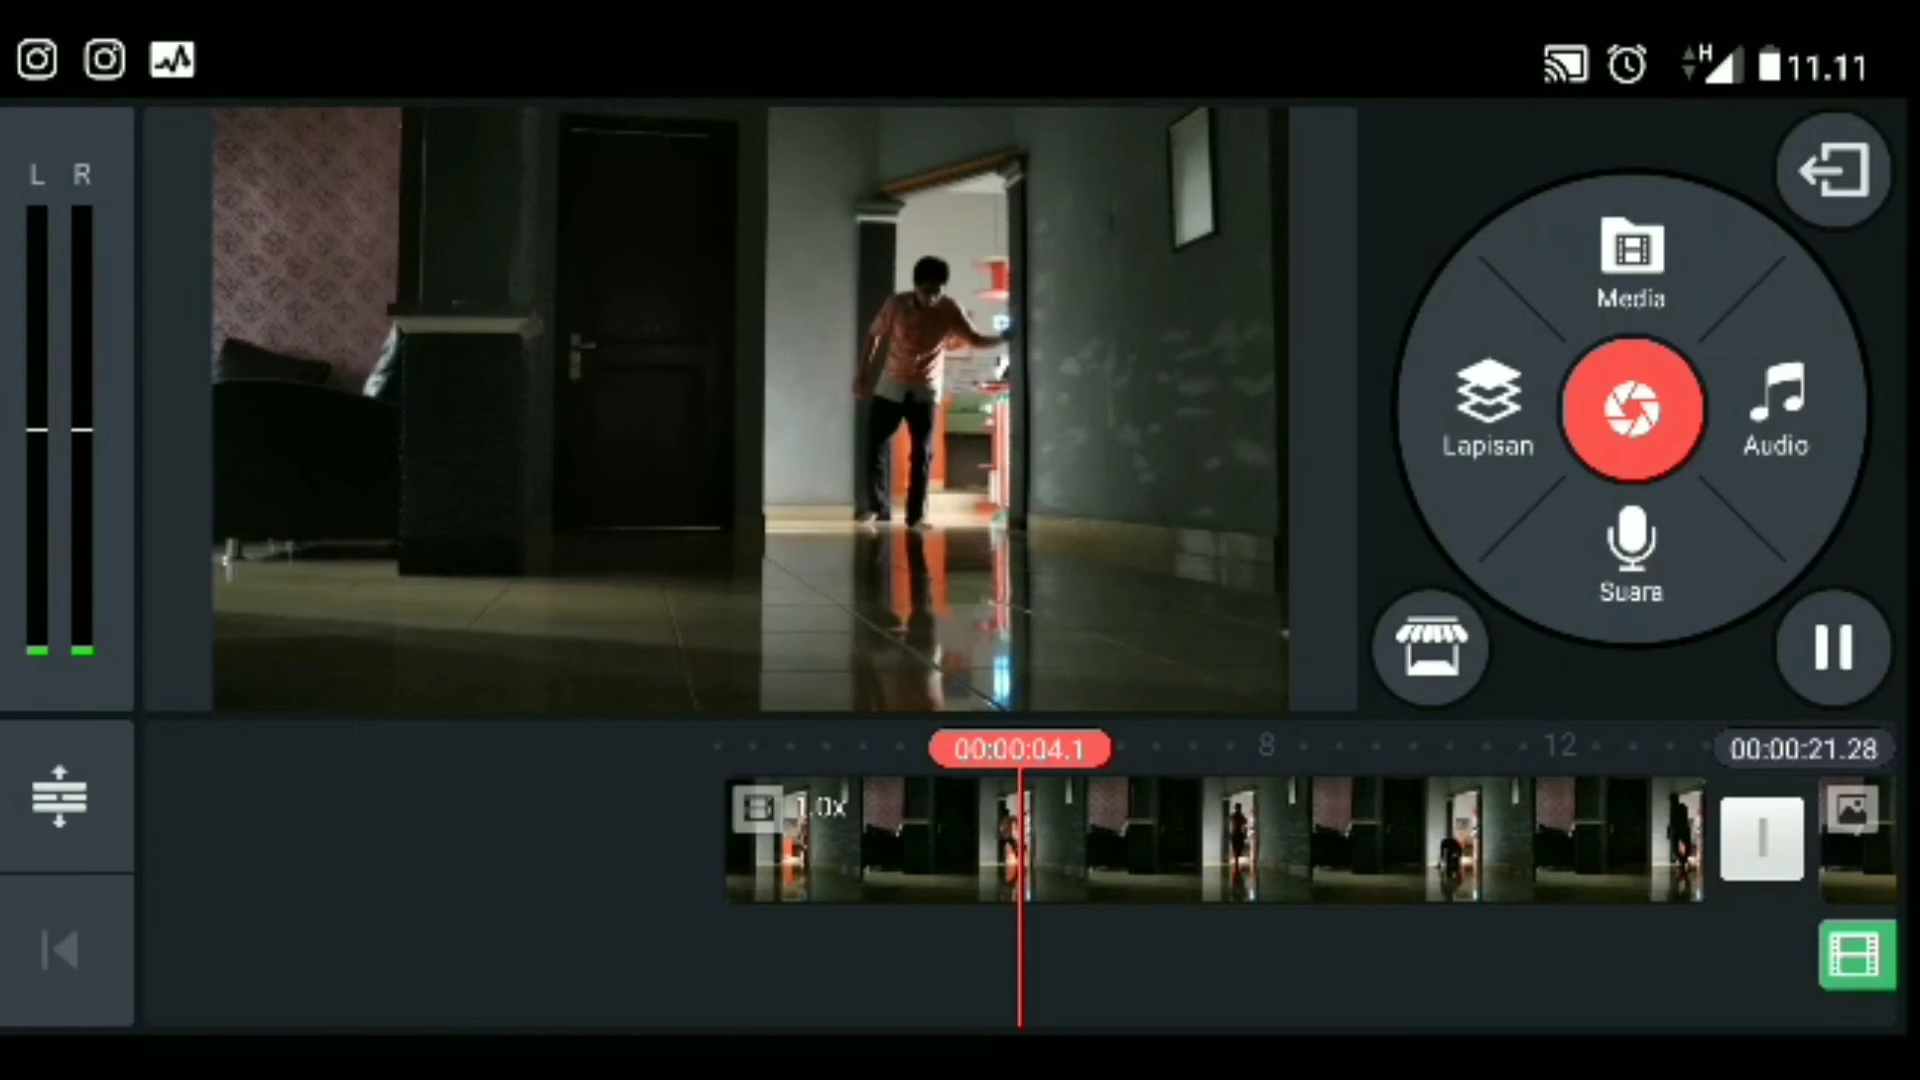 H 11.11
L R
Media
Lapisan
Audio
Suara
00:00:04.1
8
12
00:00:21.28
1.0x